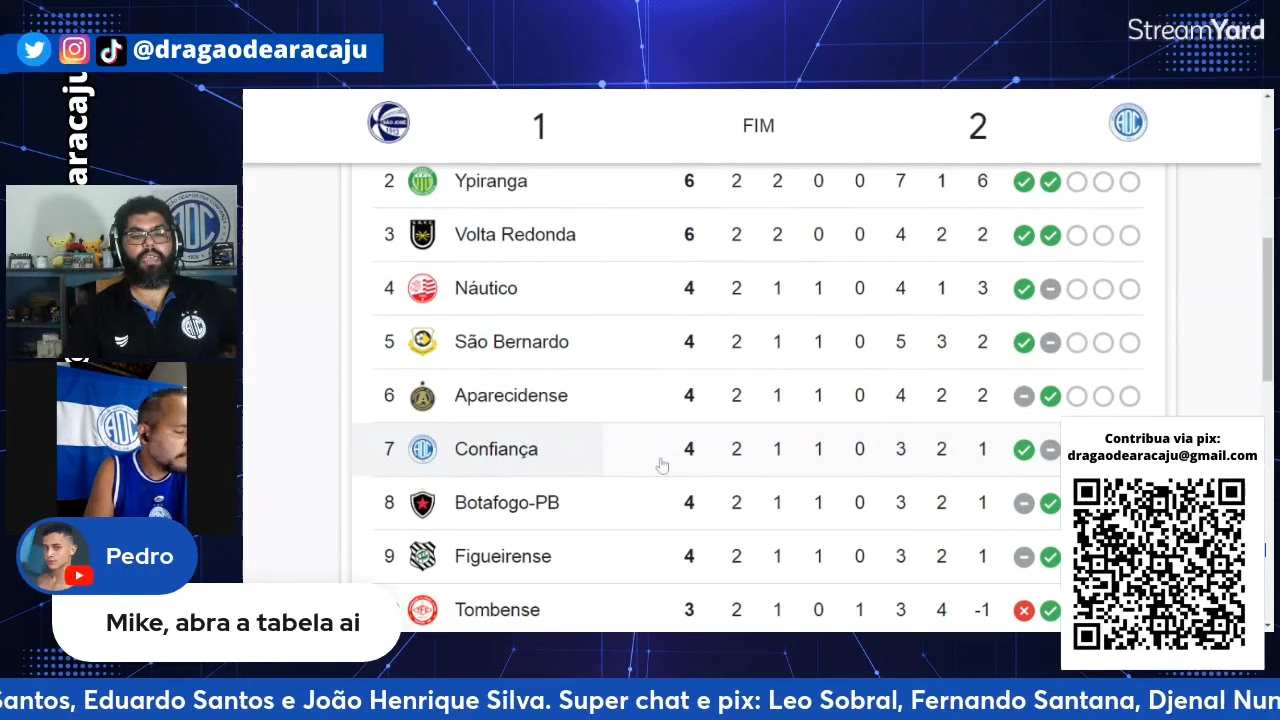 StreamYard
@dragaodearacaju
aracaju
1 FIM 2
2 Ypiranga 6 2 2 0 0 7 1 6
3 Volta Redonda 6 2 2 0 0 4 2 2
4 Náutico 4 2 1 1 0 4 1 3
5 São Bernardo 4 2 1 1 0 5 3 2
6 Aparecidense 4 2 1 1 0 4 2 2
7 Confiança 4 2 1 1 0 3 2 1
8 Botafogo-PB 4 2 1 1 0 3 2 1
9 Figueirense 4 2 1 1 0 3 2 1
Tombense 3 2 1 0 1 3 4 -1
Contribua via pix:
dragaodearacaju@gmail.com
Pedro
Mike, abra a tabela ai
Santos, Eduardo Santos e João Henrique Silva. Super chat e pix: Leo Sobral, Fernando Santana, Djenal Nun